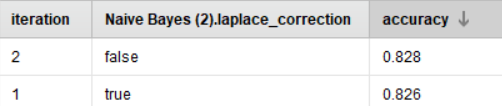 iteration Naive Bayes (2).laplace_correction accuracy ↓
2 false 0.828
1 true 0.826